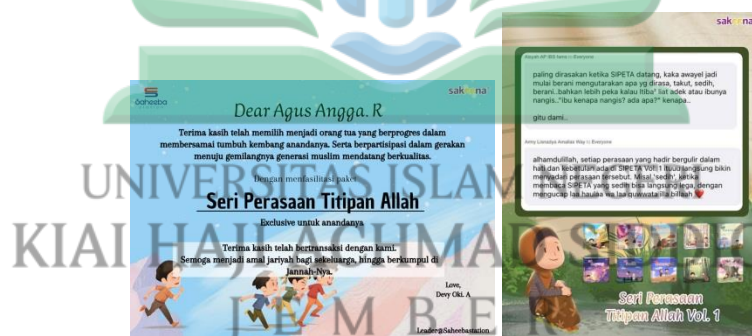 saheeba
sakeena
Dear Agus Angga. R
Terima kasih telah memilih menjadi orang tua yang berprogres dalam
membersamai tumbuh kembang anandanya. Serta berpartisipasi dalam gerakan
menuju gemilangnya generasi muslim mendatang berkualitas.
Dengan menfasilitasi paket
Seri Perasaan Titipan Allah
Exclusive untuk anandanya
Terima kasih telah bertransaksi dengan kami.
Semoga menjadi amal jariyah bagi sekeluarga, hingga berkumpul di
Jannah-Nya.
Love,
Devy Oki. A
Leader@Saheebastation
sakeena
to Everyone
paling dirasakan ketika SIPETA datang, kaka awayel jadi
mulai berani mengutarakan apa yg dirasa, takut, sedih,
berani..bahkan lebih peka kalau itiba' liat adek atau ibunya
nangis.."ibu kenapa nangis? ada apa?" kenapa..
gitu dami..
to Everyone
alhamdulillah, setiap perasaan yang hadir bergulir dalam
hati dan kebetulan ada di SIPETA Vol. 1 ituuu langsung bikin
menyadari perasaan tersebut. Misal 'sedih', ketika
membaca SIPETA yang sedih bisa langsung lega, dengan
mengucap laa haulaa wa laa quwwata illa billaah
Seri Perasaan
Titipan Allah Vol. 1
UNIVERSITAS ISLAM
KIAI HAJI ACHMAD
JEMBER